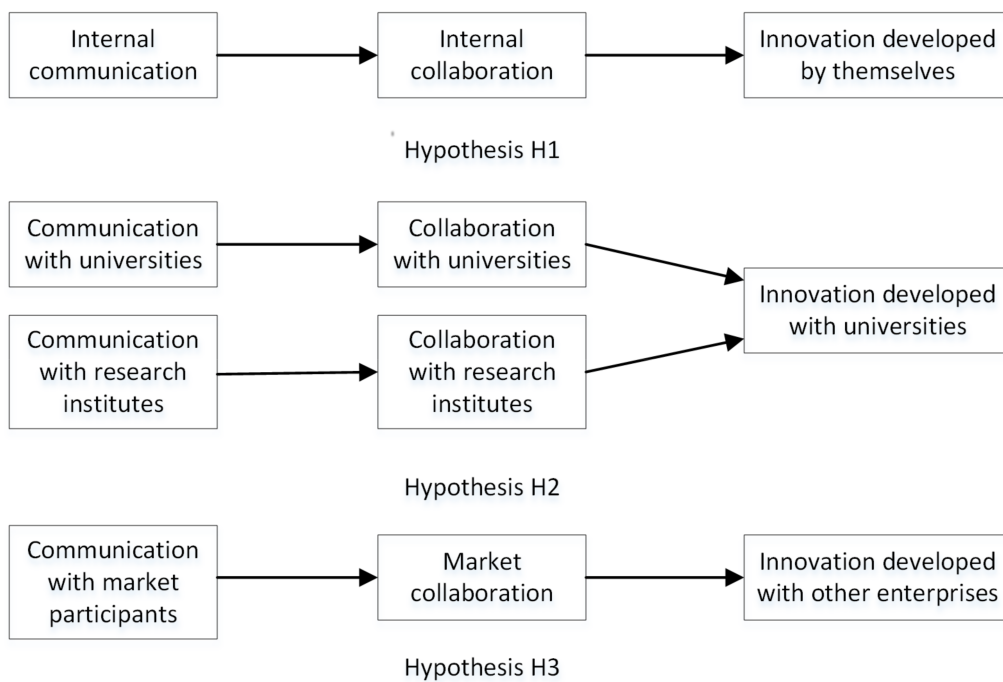 Internal
communication
Internal
collaboration
Innovation developed
by themselves
Hypothesis H1
Communication
with universities
Collaboration
with universities
Innovation developed
with universities
Communication
with research
institutes
Collaboration
with research
institutes
Hypothesis H2
Communication
with market
participants
Market
collaboration
Innovation developed
with other enterprises
Hypothesis H3